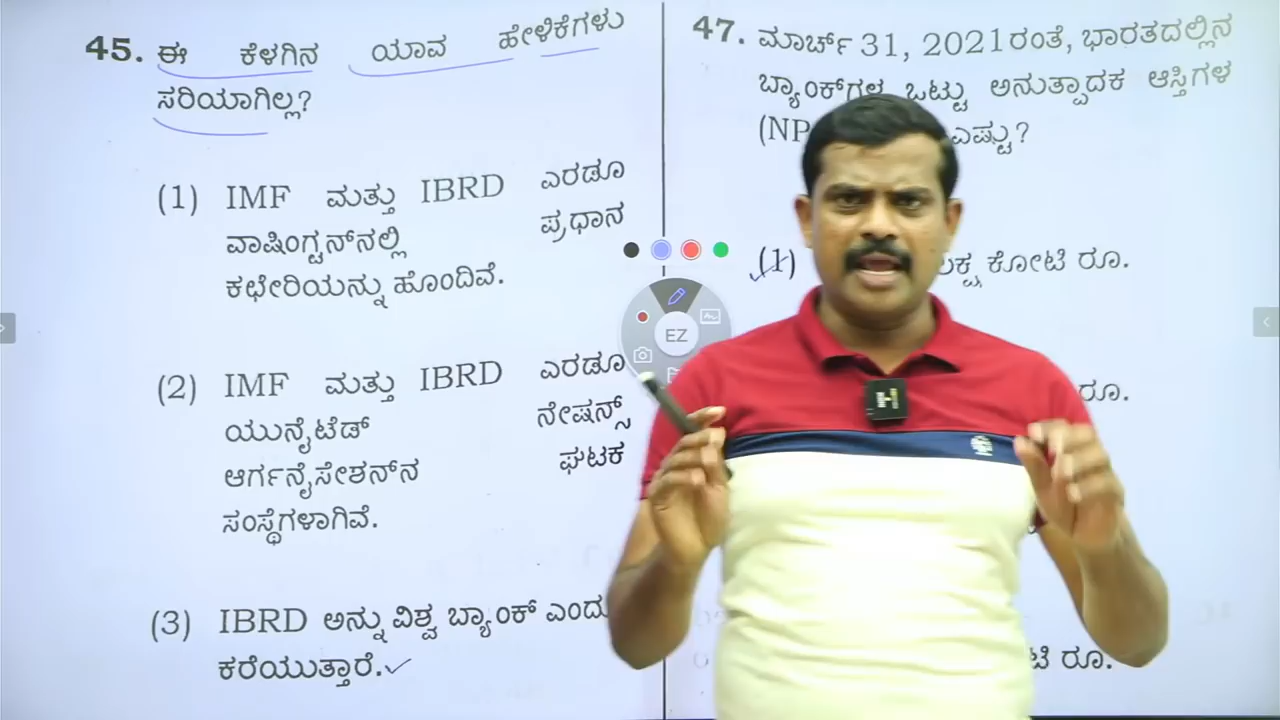 45. ಈ ಕೆಳಗಿನ ಯಾವ ಹೇಳಿಕೆಗಳು
ಸರಿಯಾಗಿಲ್ಲ?
(1) IMF ಮತ್ತು IBRD ಎರಡೂ
ವಾಷಿಂಗ್ಟನ್‌ನಲ್ಲಿ ಪ್ರಧಾನ
ಕಛೇರಿಯನ್ನು ಹೊಂದಿವೆ.
(2) IMF ಮತ್ತು IBRD ಎರಡೂ
ಯುನೈಟೆಡ್ ನೇಷನ್ಸ್
ಆರ್ಗನೈಸೇಶನ್‌ನ ಘಟಕ
ಸಂಸ್ಥೆಗಳಾಗಿವೆ.
(3) IBRD ಅನ್ನು ವಿಶ್ವ ಬ್ಯಾಂಕ್ ಎಂದು
ಕರೆಯುತ್ತಾರೆ.
47. ಮಾರ್ಚ್ 31, 2021ರಂತೆ, ಭಾರತದಲ್ಲಿನ
ಬ್ಯಾಂಕ್‌ಗಳ ಒಟ್ಟು ಅನುತ್ಪಾದಕ ಆಸ್ತಿಗಳ
(NP ಎಷ್ಟು?
(1) ಕೋಟಿ ರೂ.
ರೂ.
ರೂ.
EZ
H